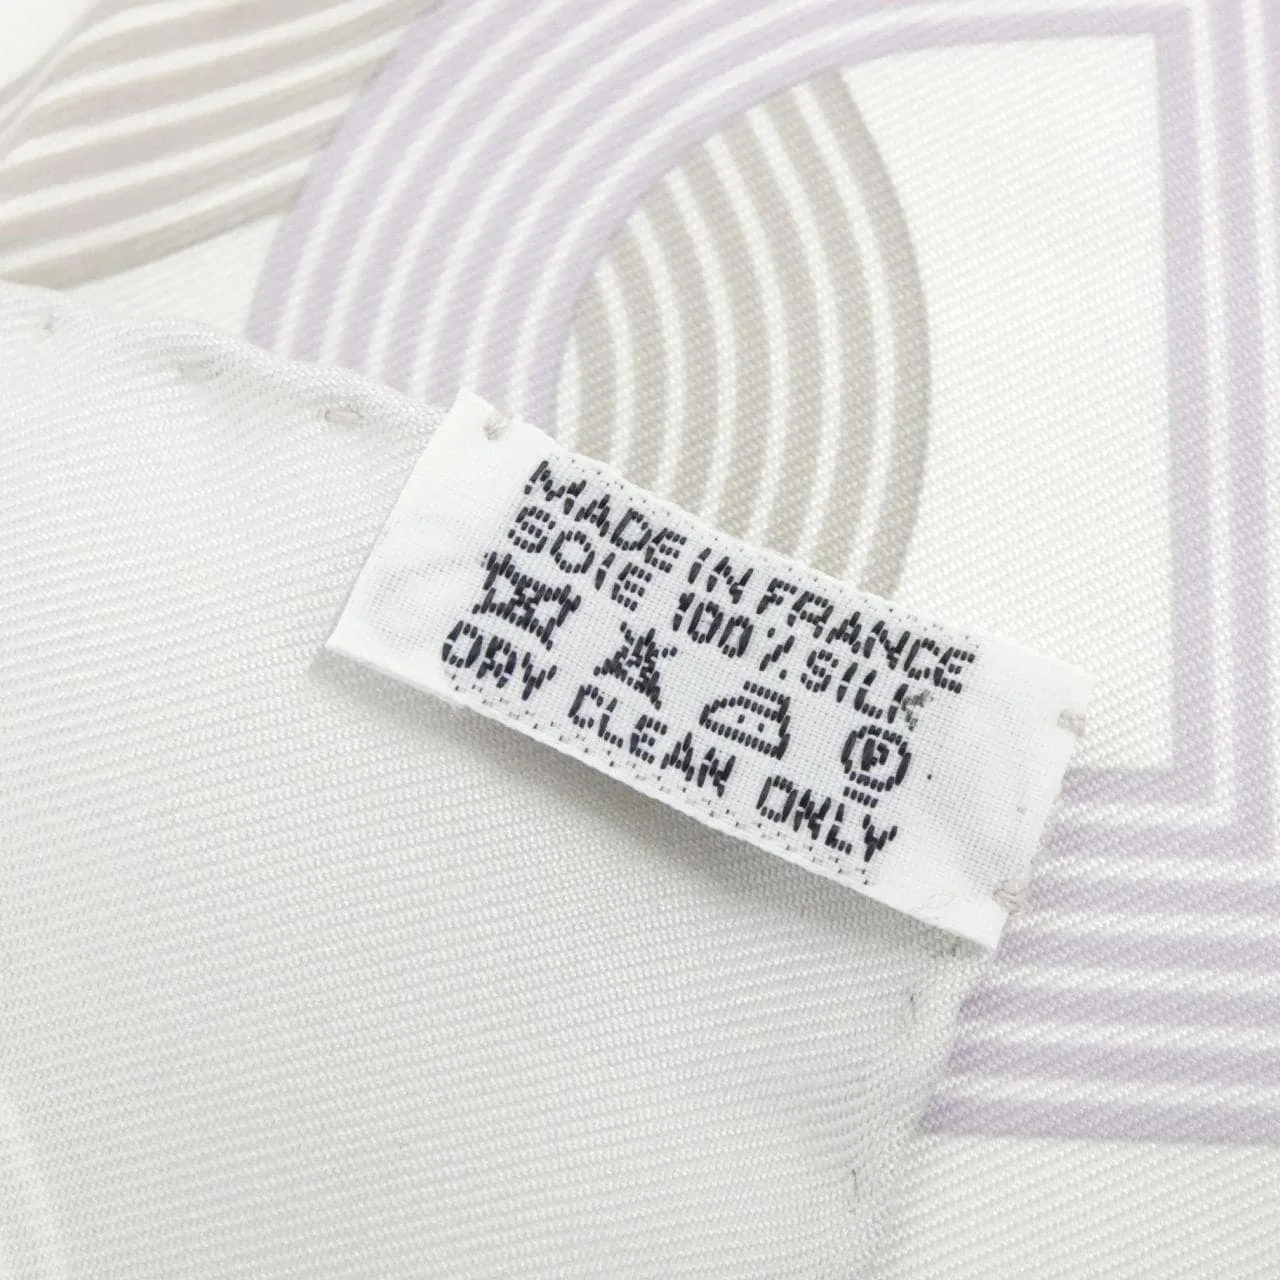 MADE IN FRANCE
SOIE 100% SILK
P
DRY CLEAN ONLY